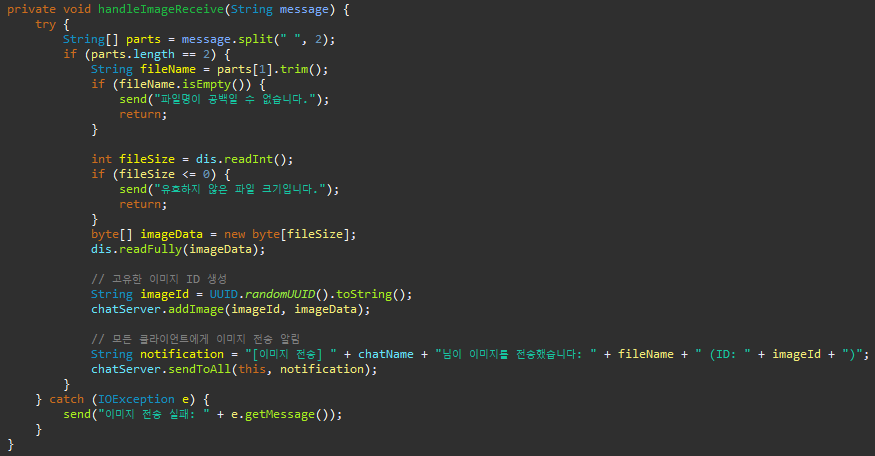 private void handleImageReceive(String message) {
    try {
        String[] parts = message.split(" ", 2);
        if (parts.length == 2) {
            String fileName = parts[1].trim();
            if (fileName.isEmpty()) {
                send("파일명이 공백일 수 없습니다.");
                return;
            }

            int fileSize = dis.readInt();
            if (fileSize <= 0) {
                send("유효하지 않은 파일 크기입니다.");
                return;
            }
            byte[] imageData = new byte[fileSize];
            dis.readFully(imageData);

            // 고유한 이미지 ID 생성
            String imageId = UUID.randomUUID().toString();
            chatServer.addImage(imageId, imageData);

            // 모든 클라이언트에게 이미지 전송 알림
            String notification = "[이미지 전송] " + chatName + "님이 이미지를 전송했습니다: " + fileName + " (ID: " + imageId + ")";
            chatServer.sendToAll(this, notification);
        }
    } catch (IOException e) {
        send("이미지 전송 실패: " + e.getMessage());
    }
}